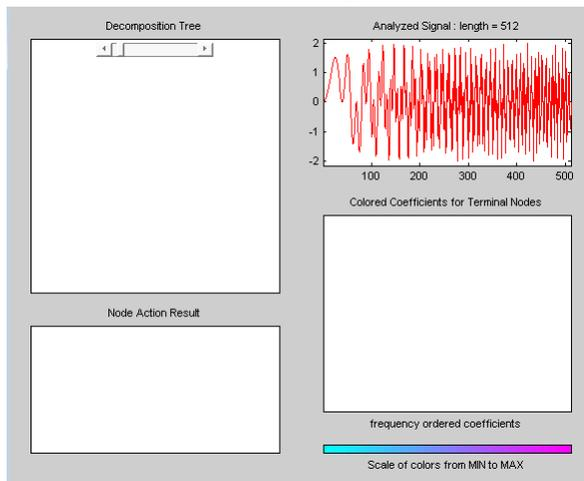 Decomposition Tree
Analyzed Signal : length = 512
2
1
0
-1
-2
100 200 300 400 500
Colored Coefficients for Terminal Nodes
Node Action Result
frequency ordered coefficients
Scale of colors from MIN to MAX